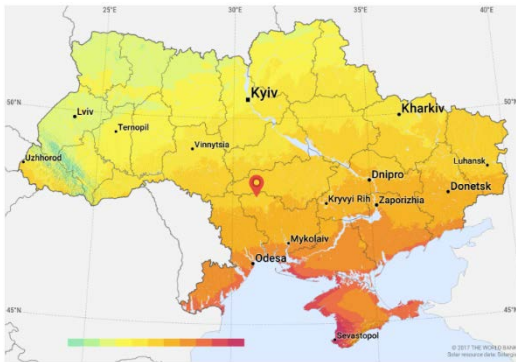 20°E 25°E 30°E 35°E 40°E
50°N 50°N
45°N 45°N
Kyiv
Lviv
Kharkiv
Ternopil
Vinnytsia
Uzhhorod
Luhansk
Dnipro
Donetsk
Kryvyi Rih
Zaporizhia
Mykolaiv
Odesa
Sevastopol
© 2017 THE WORLD BANK
Solar resource data: Solargis